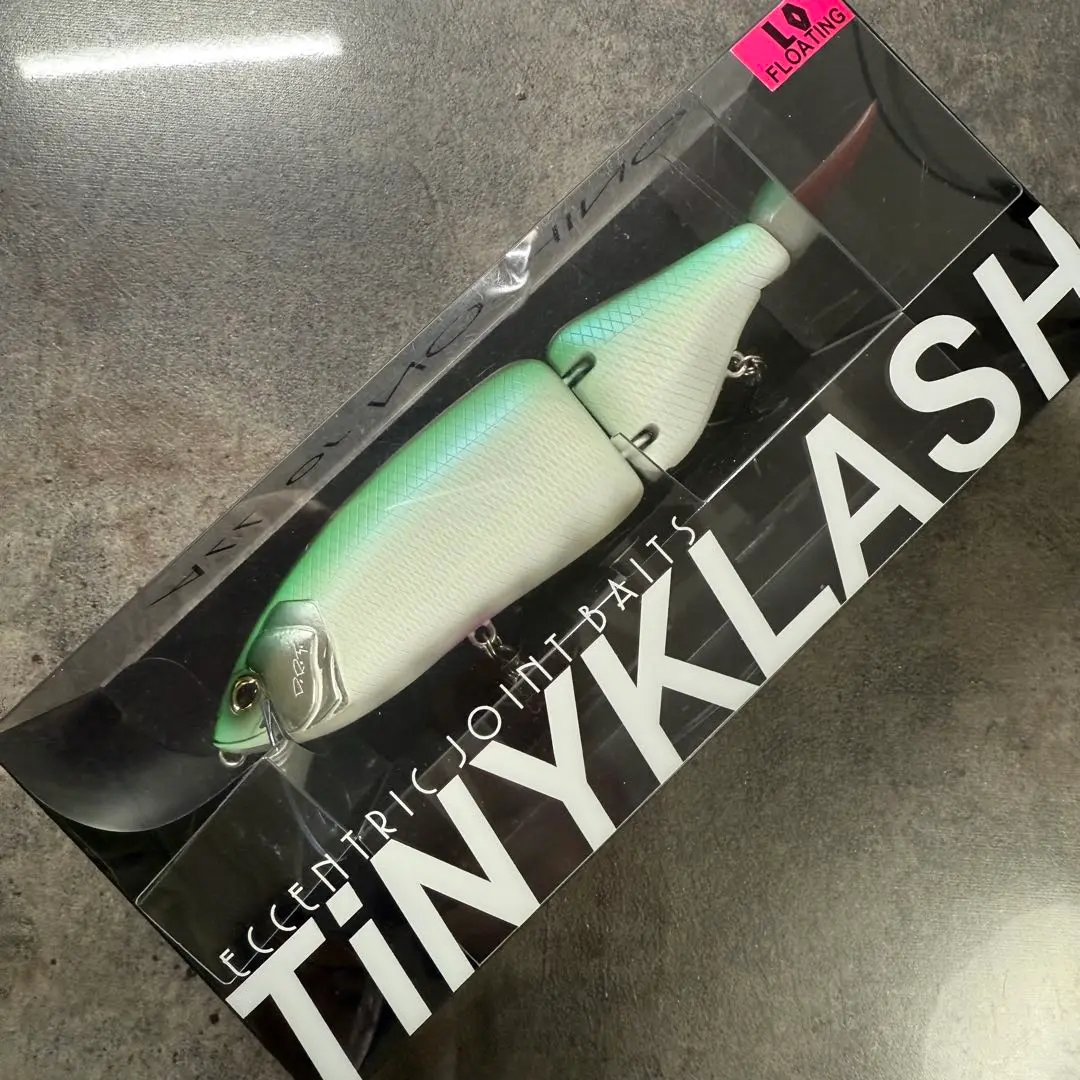 LO
FLOATING
ECCENTRIC JOINT BAITS
TiNYKLASH